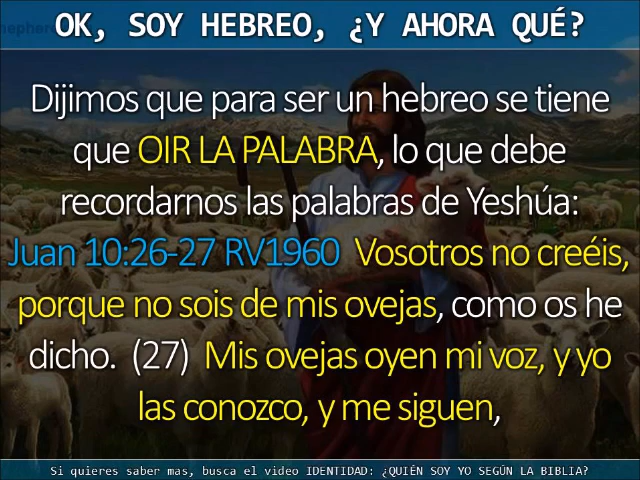 OK, SOY HEBREO, ¿Y AHORA QUÉ?
Dijimos que para ser un hebreo se tiene
que OIR LA PALABRA, lo que debe
recordarnos las palabras de Yeshúa:
Juan 10:26-27 RV1960 Vosotros no creéis,
porque no sois de mis ovejas, como os he
dicho. (27) Mis ovejas oyen mi voz, y yo
las conozco, y me siguen,
Si quieres saber mas, busca el video IDENTIDAD: ¿QUIÉN SOY YO SEGÚN LA BIBLIA?